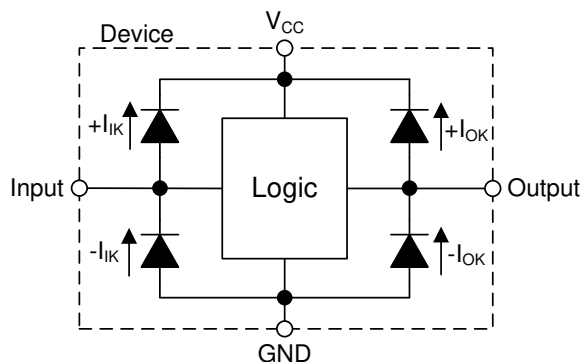 V_CC
Device
+I_IK
+I_OK
Input
Logic
Output
-I_IK
-I_OK
GND